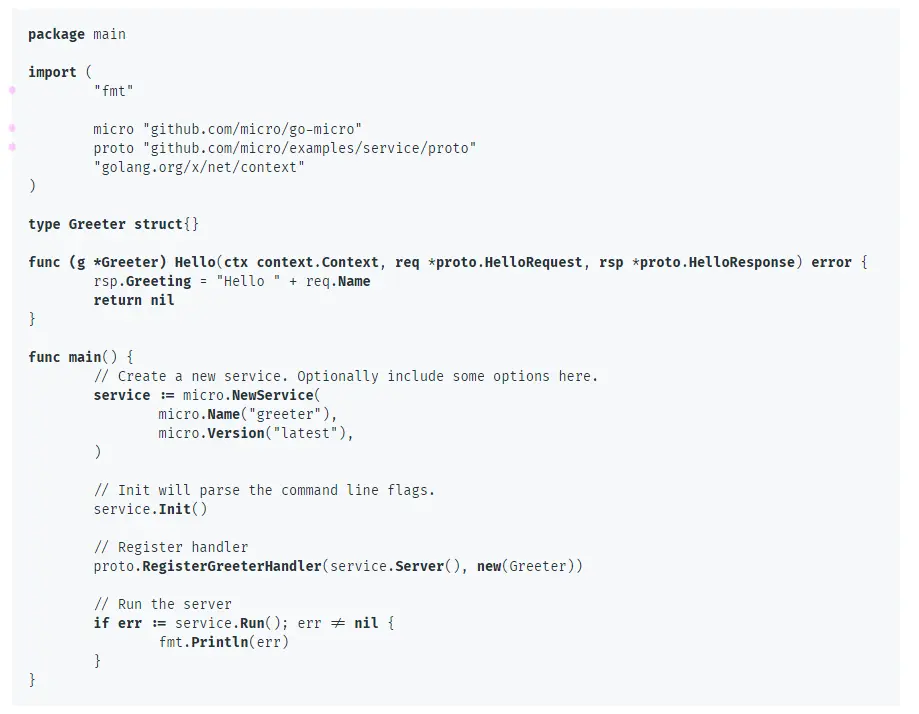 package main

import (
        "fmt"

        micro "github.com/micro/go-micro"
        proto "github.com/micro/examples/service/proto"
        "golang.org/x/net/context"
)

type Greeter struct{}

func (g *Greeter) Hello(ctx context.Context, req *proto.HelloRequest, rsp *proto.HelloResponse) error {
        rsp.Greeting = "Hello " + req.Name
        return nil
}

func main() {
        // Create a new service. Optionally include some options here.
        service := micro.NewService(
                micro.Name("greeter"),
                micro.Version("latest"),
        )

        // Init will parse the command line flags.
        service.Init()

        // Register handler
        proto.RegisterGreeterHandler(service.Server(), new(Greeter))

        // Run the server
        if err := service.Run(); err != nil {
                fmt.Println(err)
        }
}